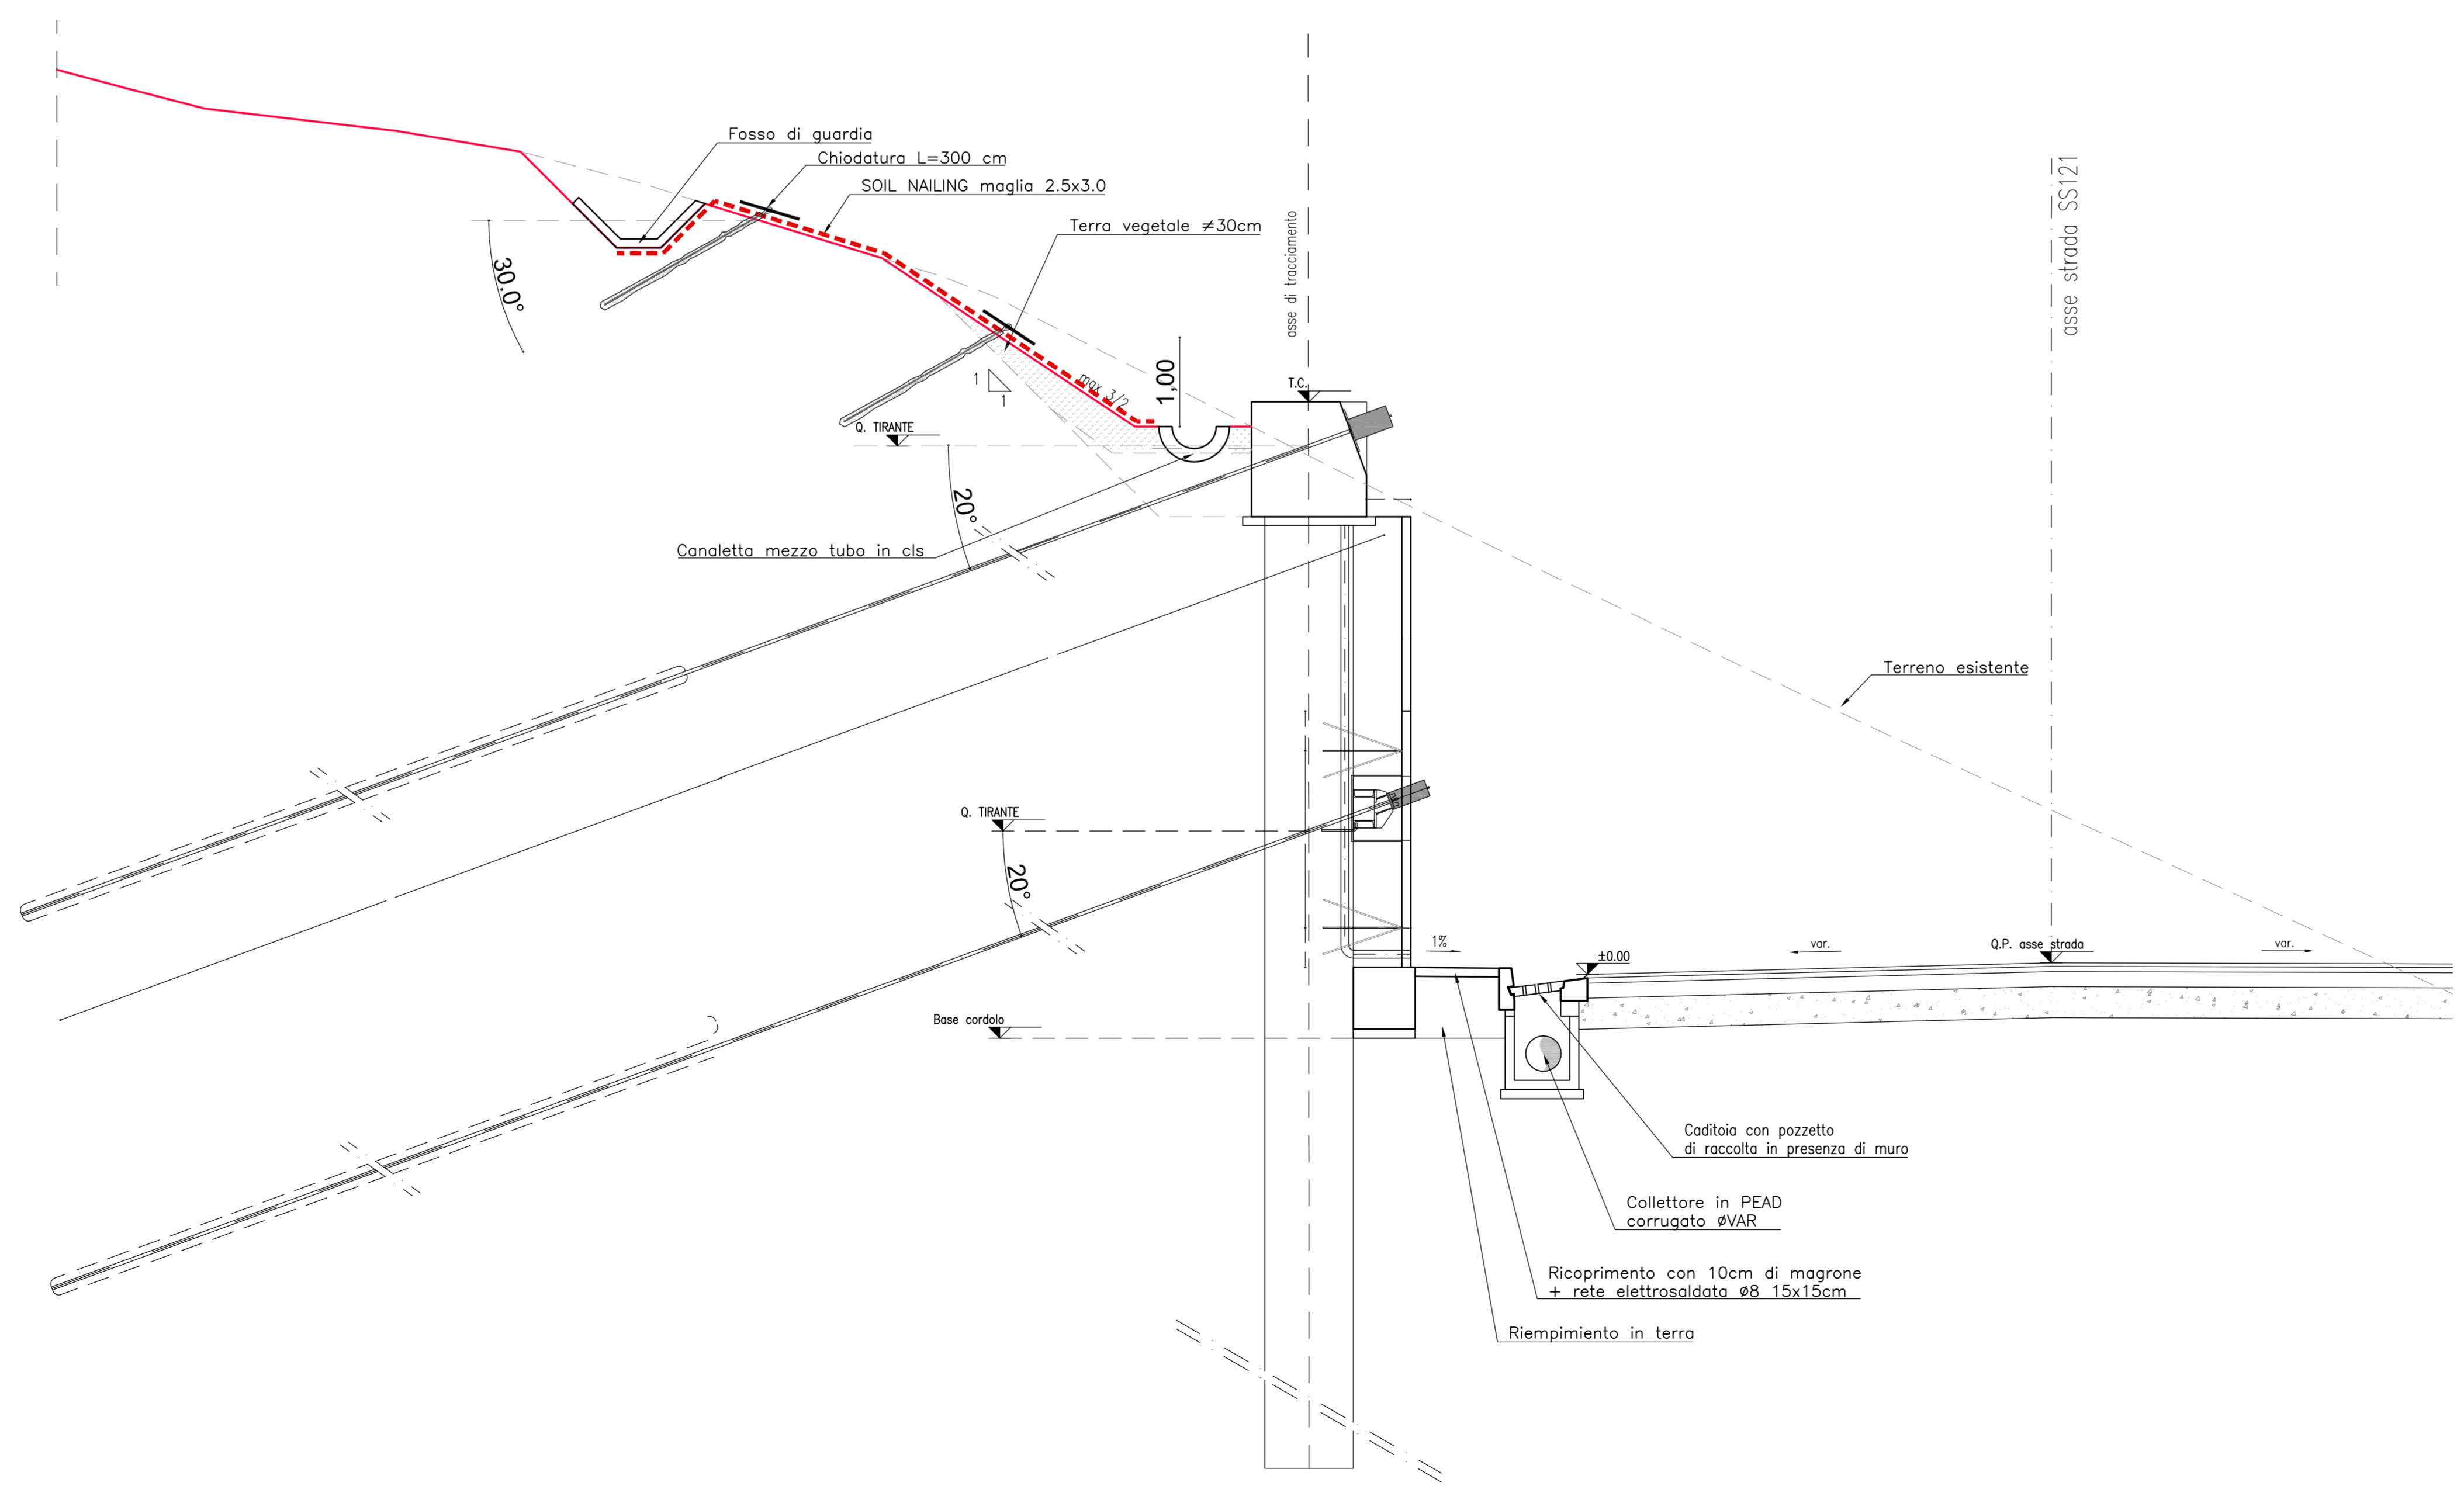 Fosso di guardia
Chiodatura L=300 cm
SOIL NAILING maglia 2.5x3.0
Terra vegetale ≠30cm
30.0°
asse di tracciamento
asse strada SS121
1,00
max 3/2
1
1
T.C.
Q. TIRANTE
20°
Canaletta mezzo tubo in cls
Terreno esistente
Q. TIRANTE
20°
1%
±0.00
var.
Q.P. asse strada
var.
Base cordolo
Caditoia con pozzetto
di raccolta in presenza di muro
Collettore in PEAD
corrugato øVAR
Ricoprimento con 10cm di magrone
+ rete elettrosaldata ø8 15x15cm
Riempimiento in terra